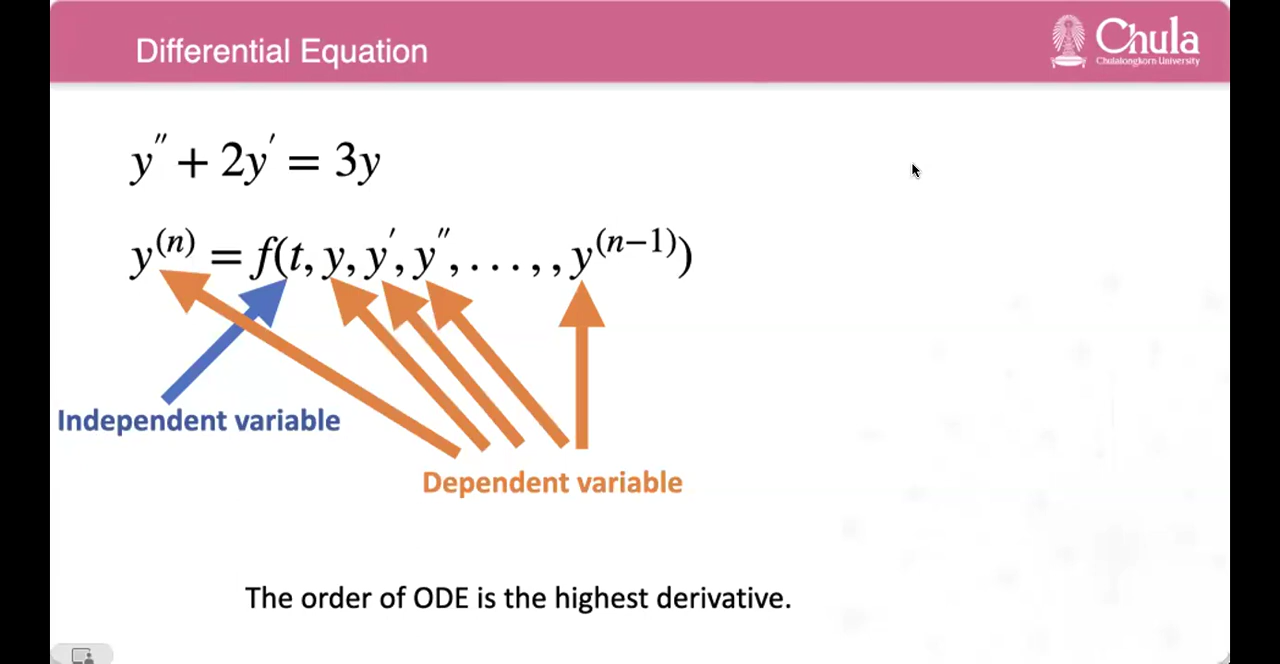 Differential Equation
Chula
Chulalongkorn University
y″ + 2y′ = 3y
y⁽ⁿ⁾ = f(t, y, y′, y″, . . . , , y⁽ⁿ⁻¹⁾)
Independent variable
Dependent variable
The order of ODE is the highest derivative.